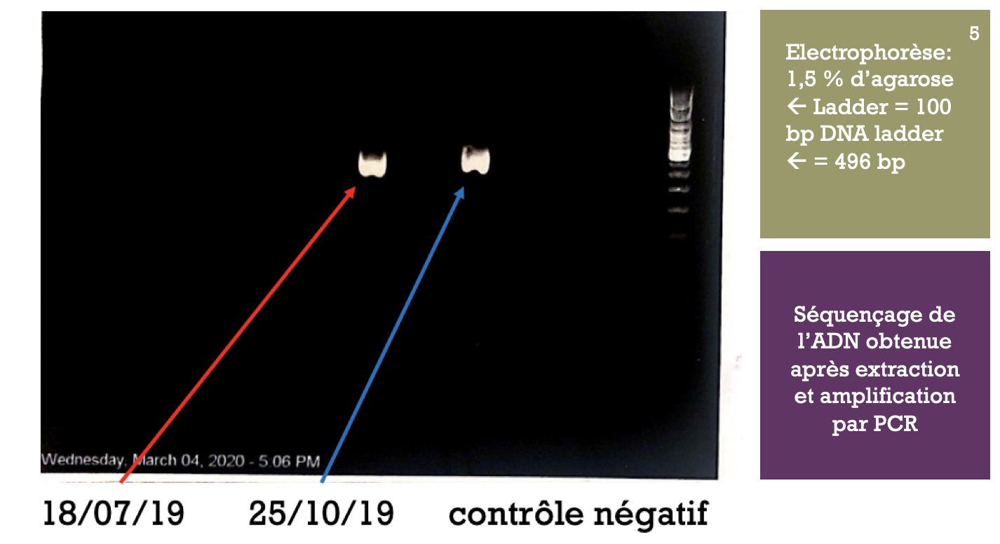 5
Electrophorèse:
1,5 % d’agarose
← Ladder = 100
bp DNA ladder
← = 496 bp
Séquençage de
l’ADN obtenue
après extraction
et amplification
par PCR
Wednesday, March 04, 2020 - 5:06 PM
18/07/19
25/10/19
contrôle négatif